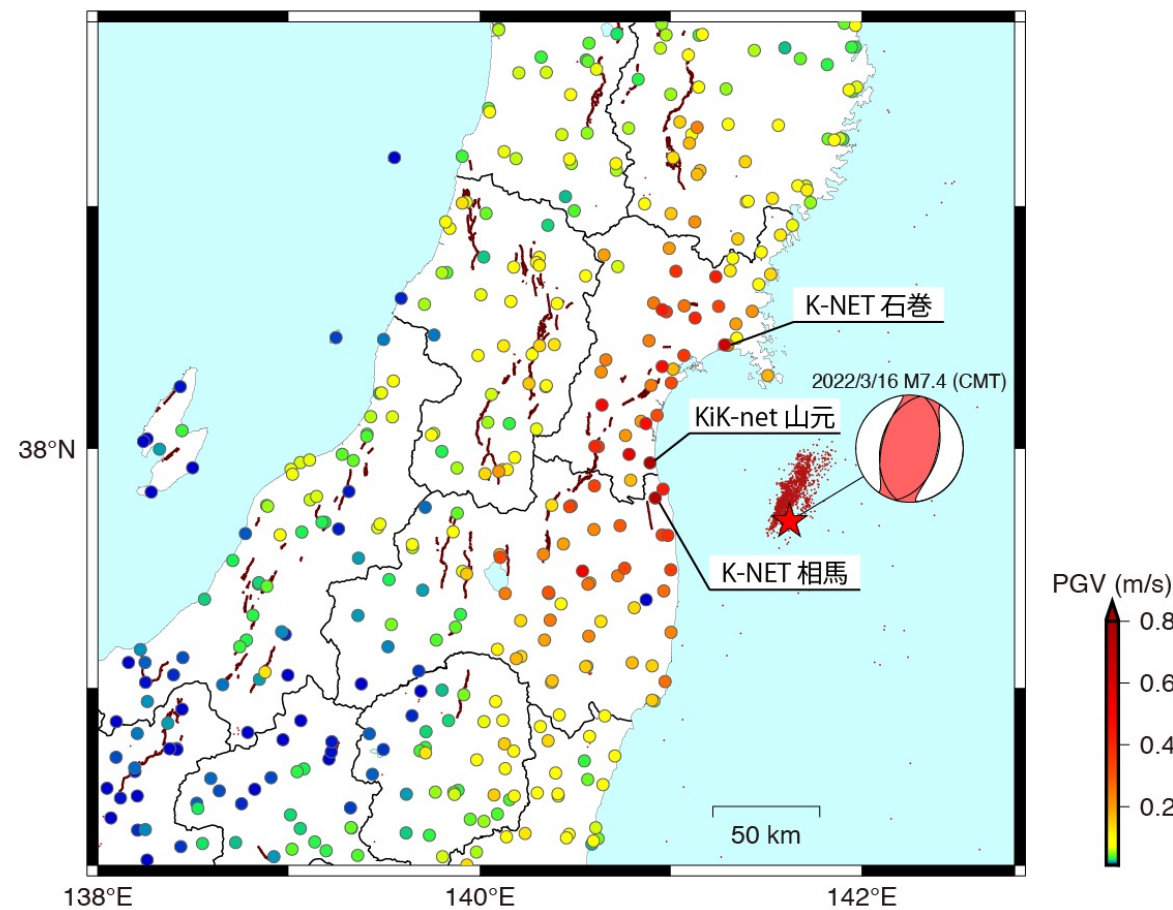 K-NET 石巻
2022/3/16 M7.4 (CMT)
KiK-net 山元
38°N
K-NET 相馬
PGV (m/s)
0.8
0.6
0.4
0.2
50 km
138°E
140°E
142°E